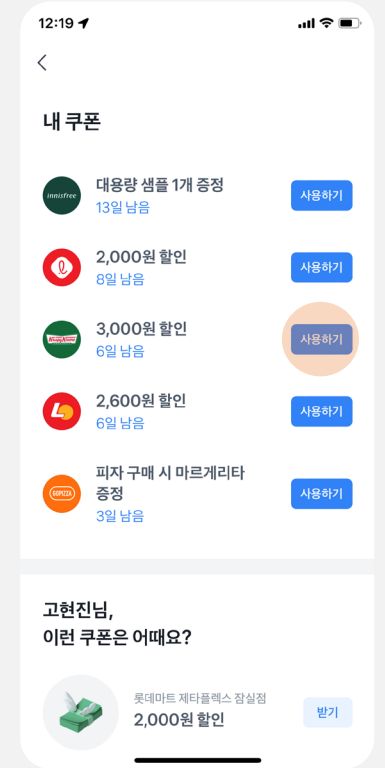 12:19
내 쿠폰
innisfree
대용량 샘플 1개 증정
13일 남음
사용하기
2,000원 할인
8일 남음
사용하기
Krispy Kreme
3,000원 할인
6일 남음
사용하기
2,600원 할인
6일 남음
사용하기
GOPIZZA
피자 구매 시 마르게리타
증정
3일 남음
사용하기
고현진님,
이런 쿠폰은 어때요?
롯데마트 제타플렉스 잠실점
2,000원 할인
받기